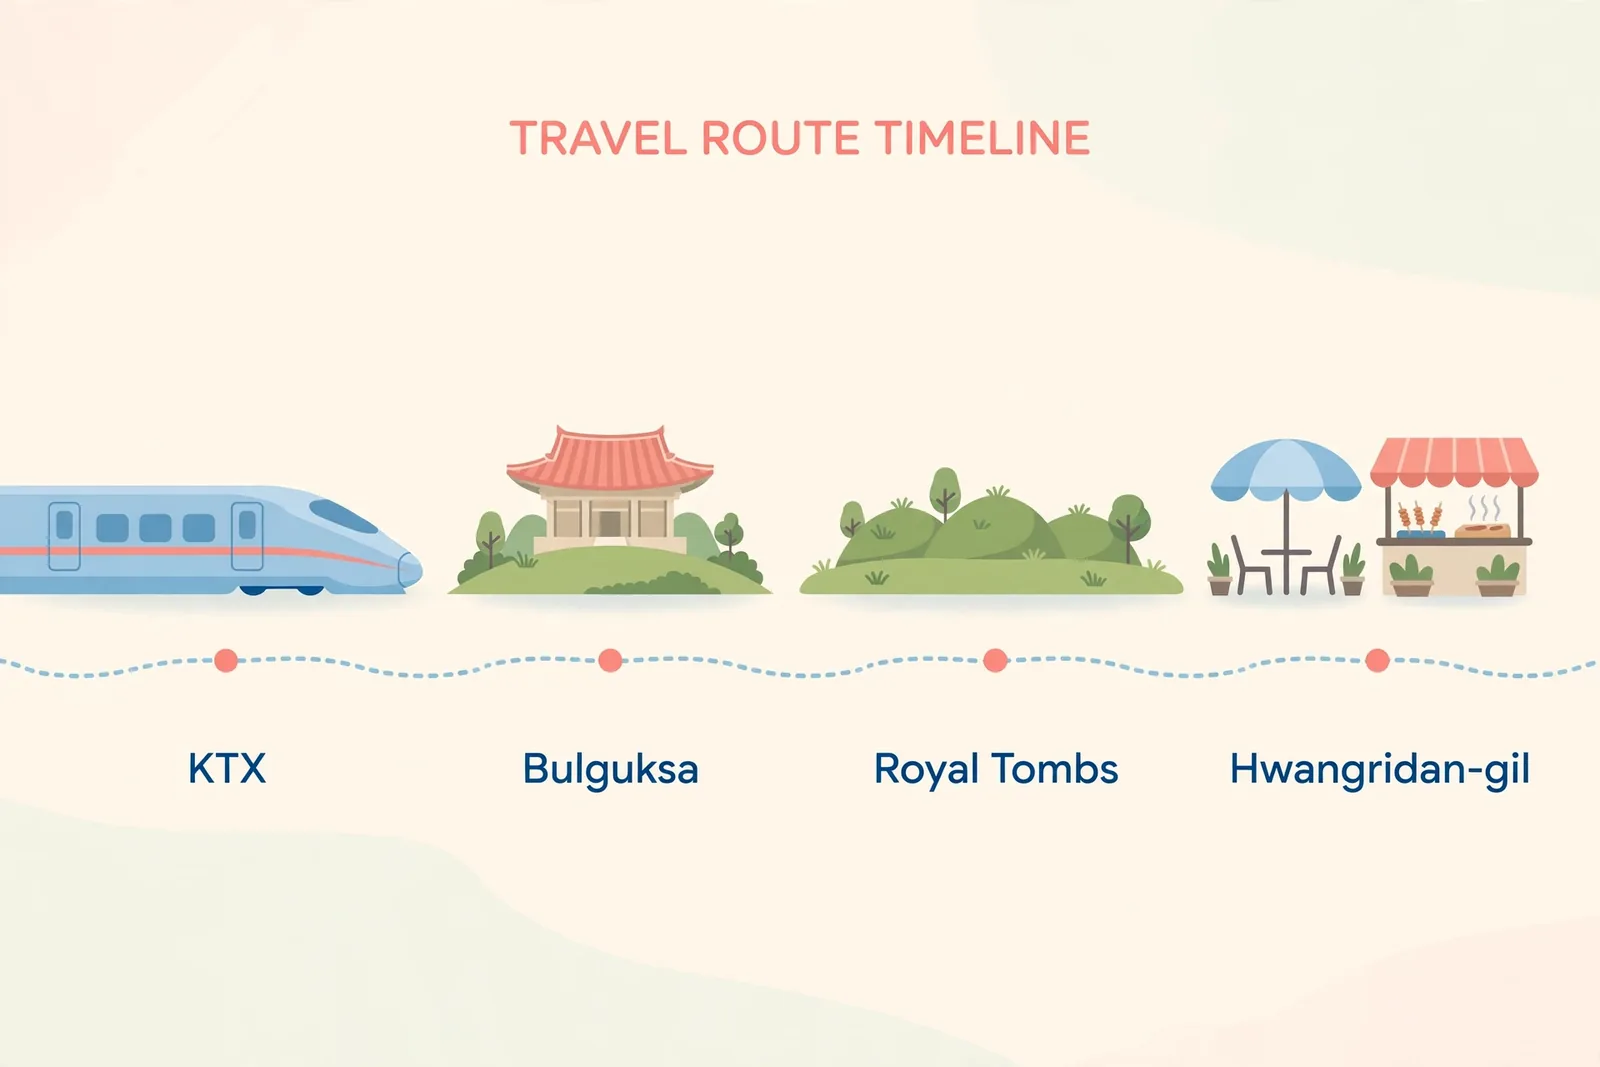 TRAVEL ROUTE TIMELINE
KTX
Bulguksa
Royal Tombs
Hwangridan-gil